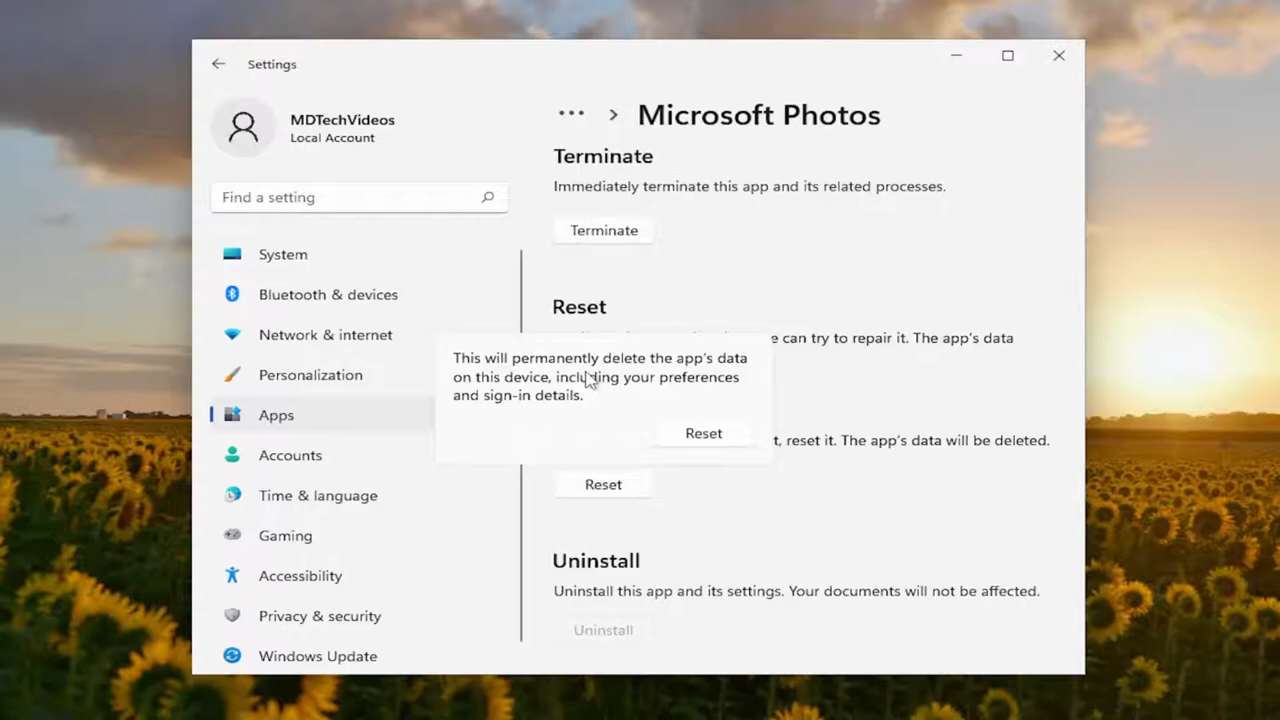 Settings
MDTechVideos
Local Account
Find a setting
System
Bluetooth & devices
Network & internet
Personalization
Apps
Accounts
Time & language
Gaming
Accessibility
Privacy & security
Windows Update
... > Microsoft Photos
Terminate
Immediately terminate this app and its related processes.
Terminate
Reset
e can try to repair it. The app's data
This will permanently delete the app's data
on this device, including your preferences
and sign-in details.
Reset
t, reset it. The app's data will be deleted.
Reset
Uninstall
Uninstall this app and its settings. Your documents will not be affected.
Uninstall